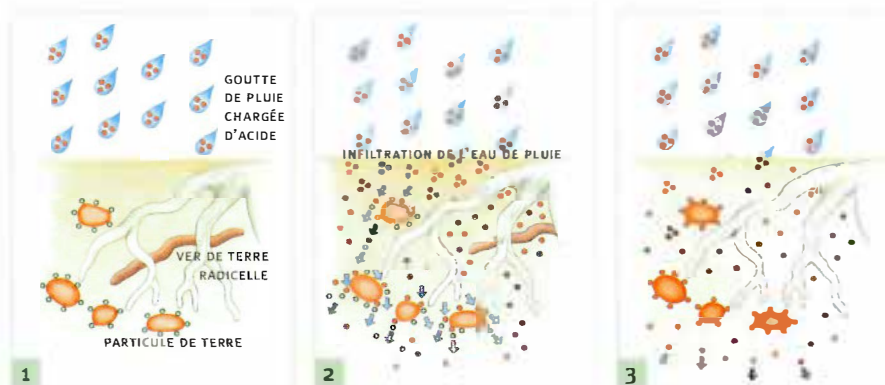 GOUTTE
DE PLUIE
CHARGÉE
D'ACIDE
VER DE TERRE
RADICELLE
PARTICULE DE TERRE
1
INFILTRATION DE L'EAU DE PLUIE
2
3